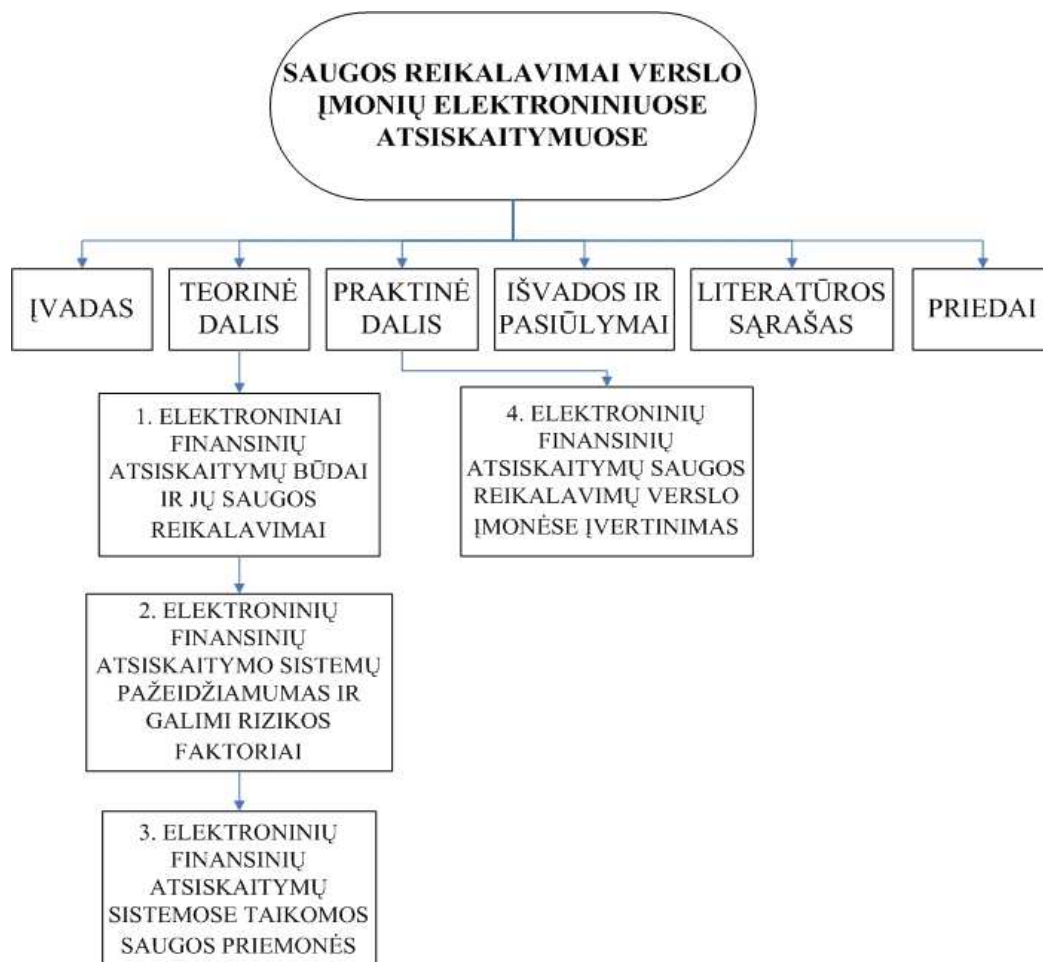 SAUGOS REIKALAVIMAI VERSLO
ĮMONIŲ ELEKTRONINIUOSE
ATSISKAITYMUOSE
ĮVADAS
TEORINĖ
DALIS
PRAKTINĖ
DALIS
IŠVADOS IR
PASIŪLYMAI
LITERATŪROS
SĄRAŠAS
PRIEDAI
1. ELEKTRONINIAI
FINANSINIŲ
ATSISKAITYMŲ BŪDAI
IR JŲ SAUGOS
REIKALAVIMAI
4. ELEKTRONINIŲ
FINANSINIŲ
ATSISKAITYMŲ SAUGOS
REIKALAVIMŲ VERSLO
ĮMONĖSE ĮVERTINIMAS
2. ELEKTRONINIŲ
FINANSINIŲ
ATSISKAITYMO SISTEMŲ
PAŽEIDŽIAMUMAS IR
GALIMI RIZIKOS
FAKTORIAI
3. ELEKTRONINIŲ
FINANSINIŲ
ATSISKAITYMŲ
SISTEMOSE TAIKOMOS
SAUGOS PRIEMONĖS